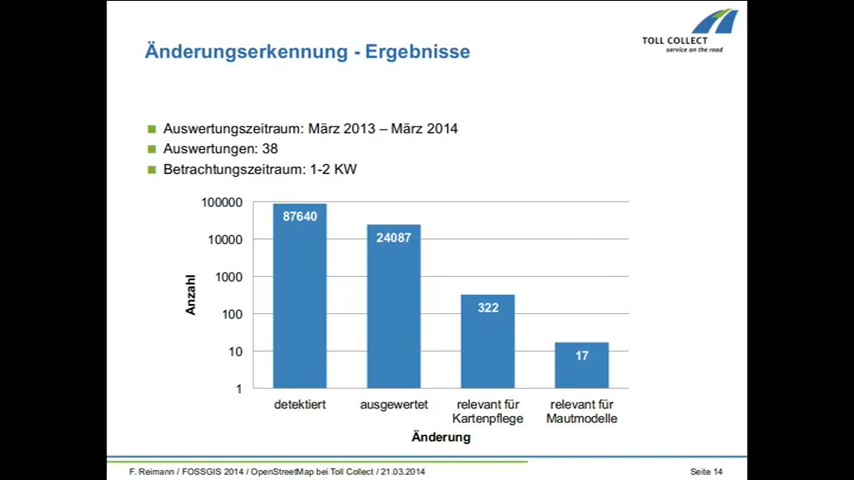 Änderungserkennung - Ergebnisse
TOLL COLLECT
service on the road
Auswertungszeitraum: März 2013 – März 2014
Auswertungen: 38
Betrachtungszeitraum: 1-2 KW
Anzahl
100000
10000
1000
100
10
1
87640
24087
322
17
detektiert
ausgewertet
relevant für
Kartenpflege
relevant für
Mautmodelle
Änderung
F. Reimann / FOSSGIS 2014 / OpenStreetMap bei Toll Collect / 21.03.2014
Seite 14